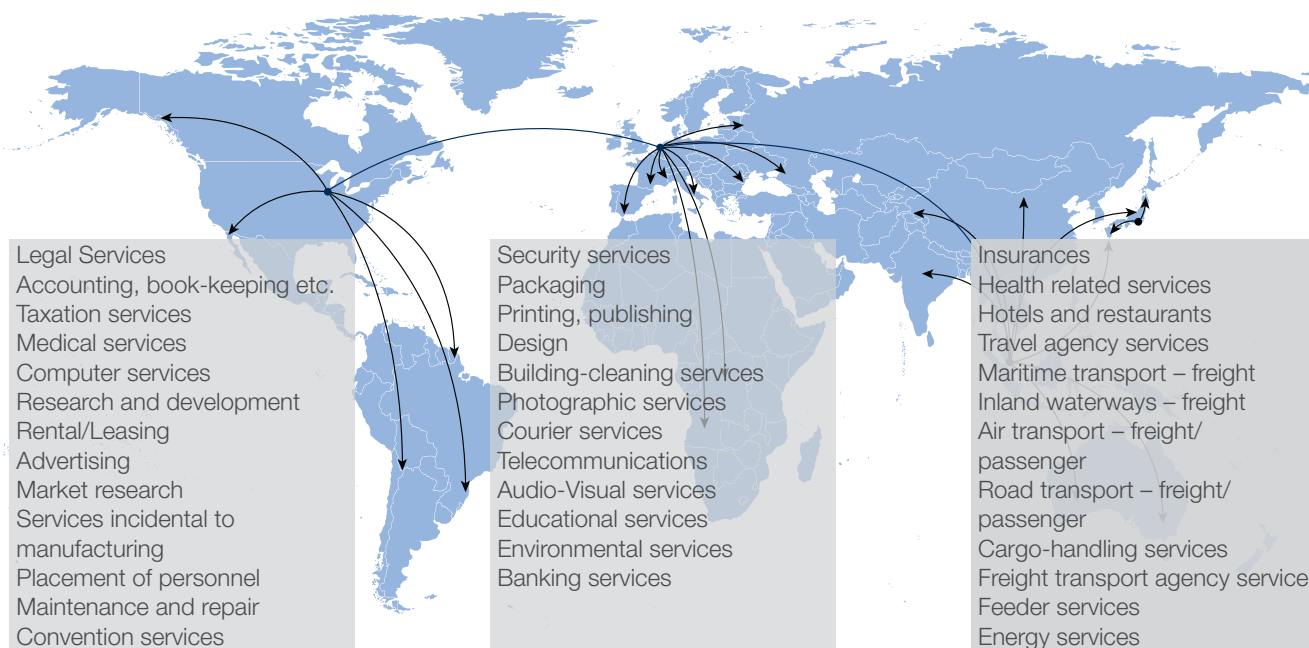 Legal Services
Accounting, book-keeping etc.
Taxation services
Medical services
Computer services
Research and development
Rental/Leasing
Advertising
Market research
Services incidental to
manufacturing
Placement of personnel
Maintenance and repair
Convention services
Security services
Packaging
Printing, publishing
Design
Building-cleaning services
Photographic services
Courier services
Telecommunications
Audio-Visual services
Educational services
Environmental services
Banking services
Insurances
Health related services
Hotels and restaurants
Travel agency services
Maritime transport – freight
Inland waterways – freight
Air transport – freight/
passenger
Road transport – freight/
passenger
Cargo-handling services
Freight transport agency service
Feeder services
Energy services